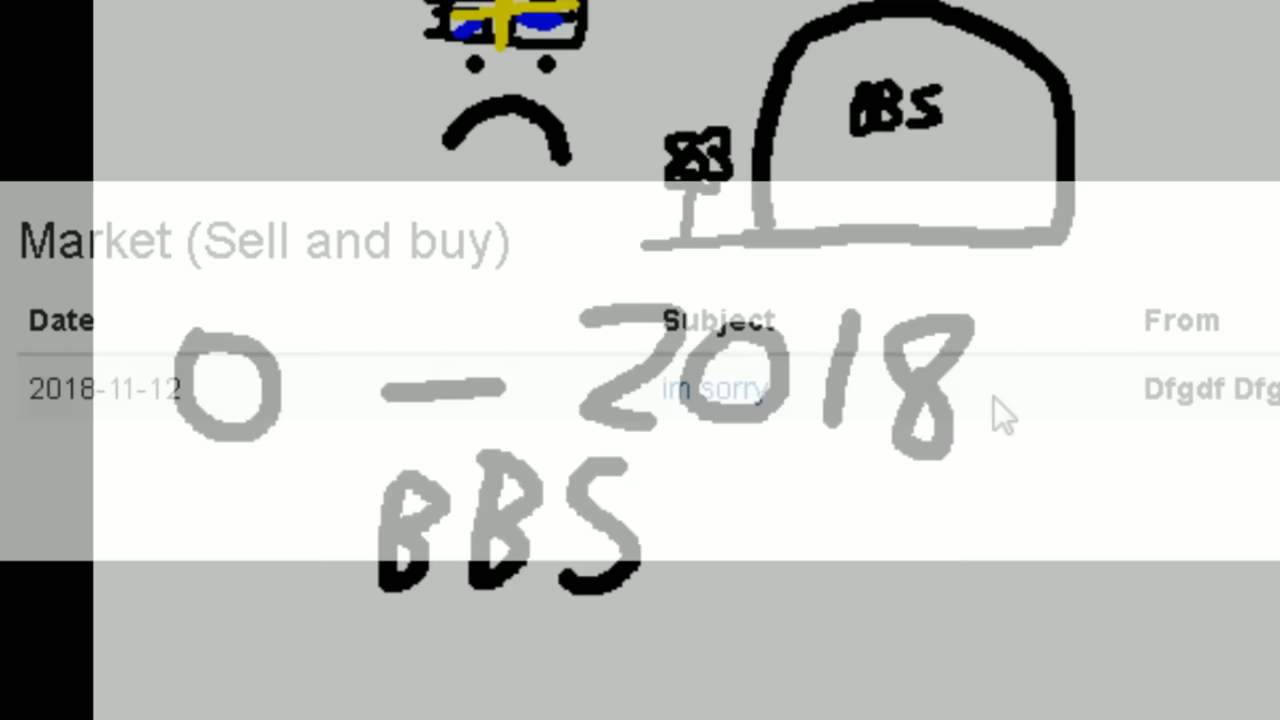 BBS
Market (Sell and buy)
Date Subject From
2018-11-12 im sorry Dfgdf Dfg
0 - 2018
BBS